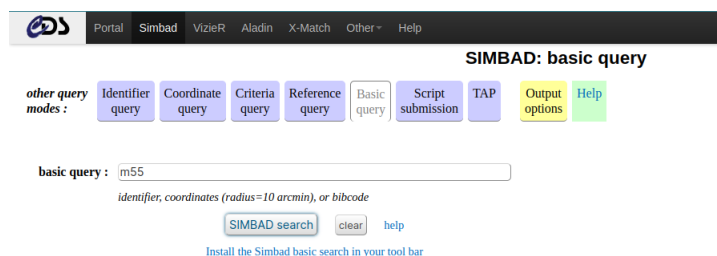 CDS Portal Simbad VizieR Aladin X-Match Other Help
SIMBAD: basic query
other query modes : Identifier query Coordinate query Criteria query Reference query Basic query Script submission TAP Output options Help
basic query : m55
identifier, coordinates (radius=10 arcmin), or bibcode
SIMBAD search clear help
Install the Simbad basic search in your tool bar